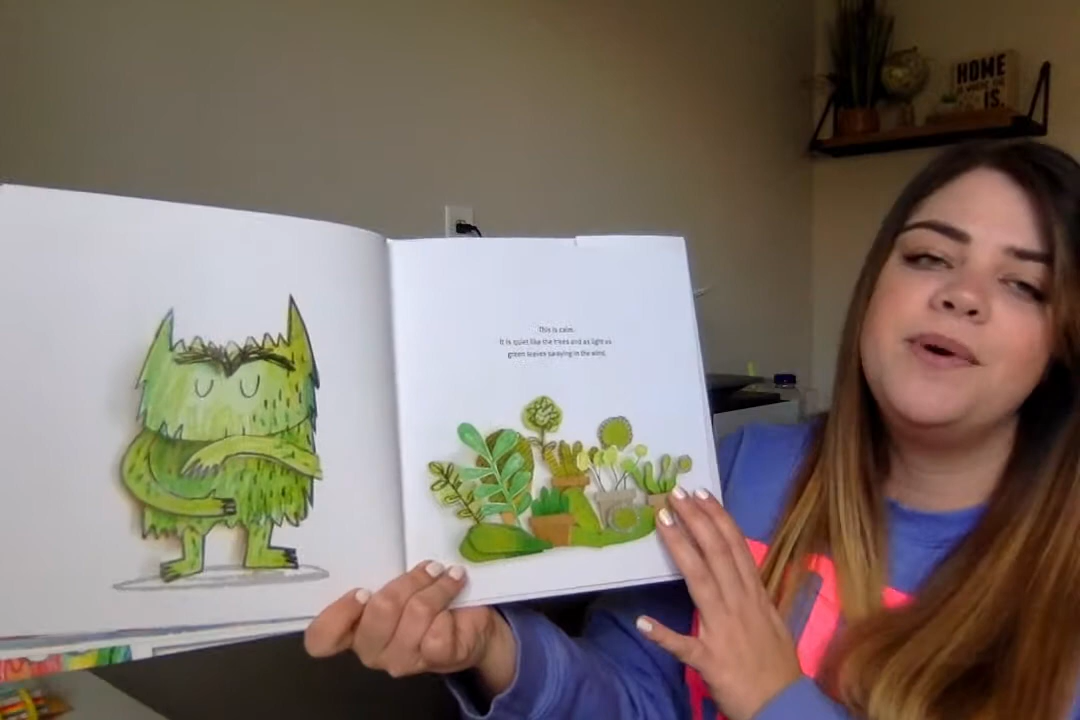 HOME
IS.
This is calm.
It is quiet like the trees and as light as
green leaves swaying in the wind.